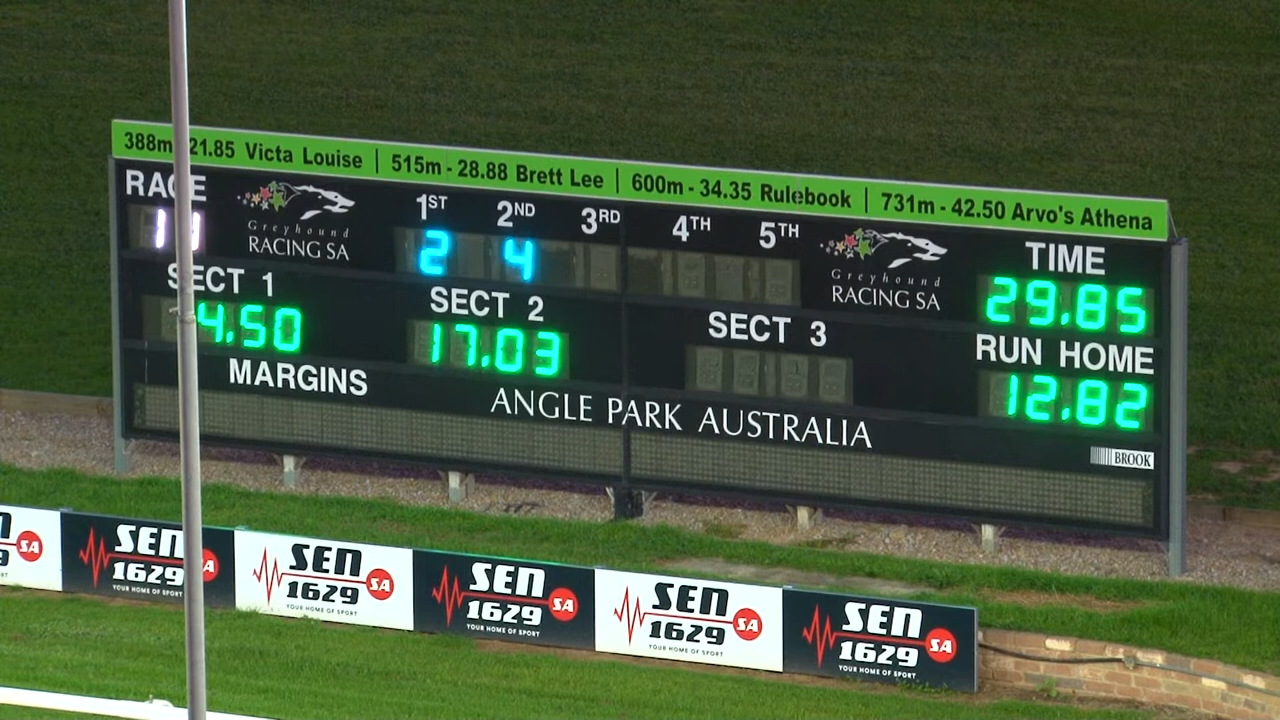 388m 21.85 Victa Louise | 515m - 28.88 Brett Lee | 600m - 34.35 Rulebook | 731m - 42.50 Arvo's Athena
RACE
11
Greyhound
RACING SA
1ST 2ND 3RD 4TH 5TH
2 4
Greyhound
RACING SA
TIME
29.85
SECT 1
4.50
SECT 2
17.03
SECT 3
RUN HOME
12.82
MARGINS
ANGLE PARK AUSTRALIA
BROOK
9 SA
SEN
1629 SA
YOUR HOME OF SPORT
SEN
1629 SA
YOUR HOME OF SPORT
SEN
1629 SA
YOUR HOME OF SPORT
SEN
1629 SA
YOUR HOME OF SPORT
SEN
1629 SA
YOUR HOME OF SPORT